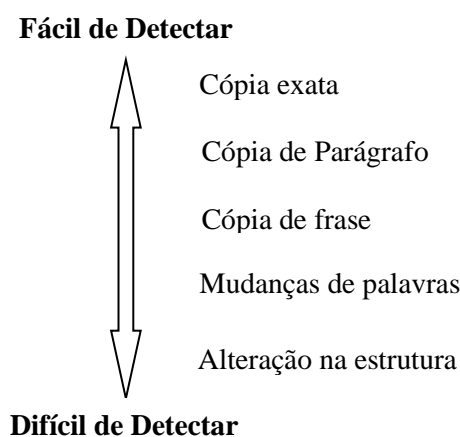 Fácil de Detectar
Cópia exata
Cópia de Parágrafo
Cópia de frase
Mudanças de palavras
Alteração na estrutura
Difícil de Detectar